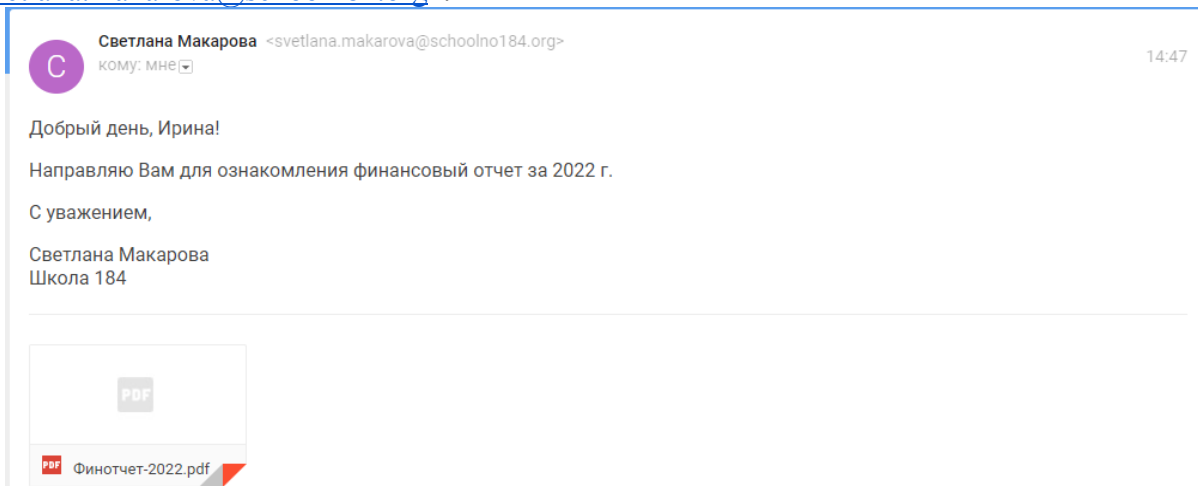 Светлана Макарова <svetlana.makarova@schoolno184.org>
кому: мне
14:47
С
Добрый день, Ирина!
Направляю Вам для ознакомления финансовый отчет за 2022 г.
С уважением,
Светлана Макарова
Школа 184
PDF
PDF Финотчет-2022.pdf